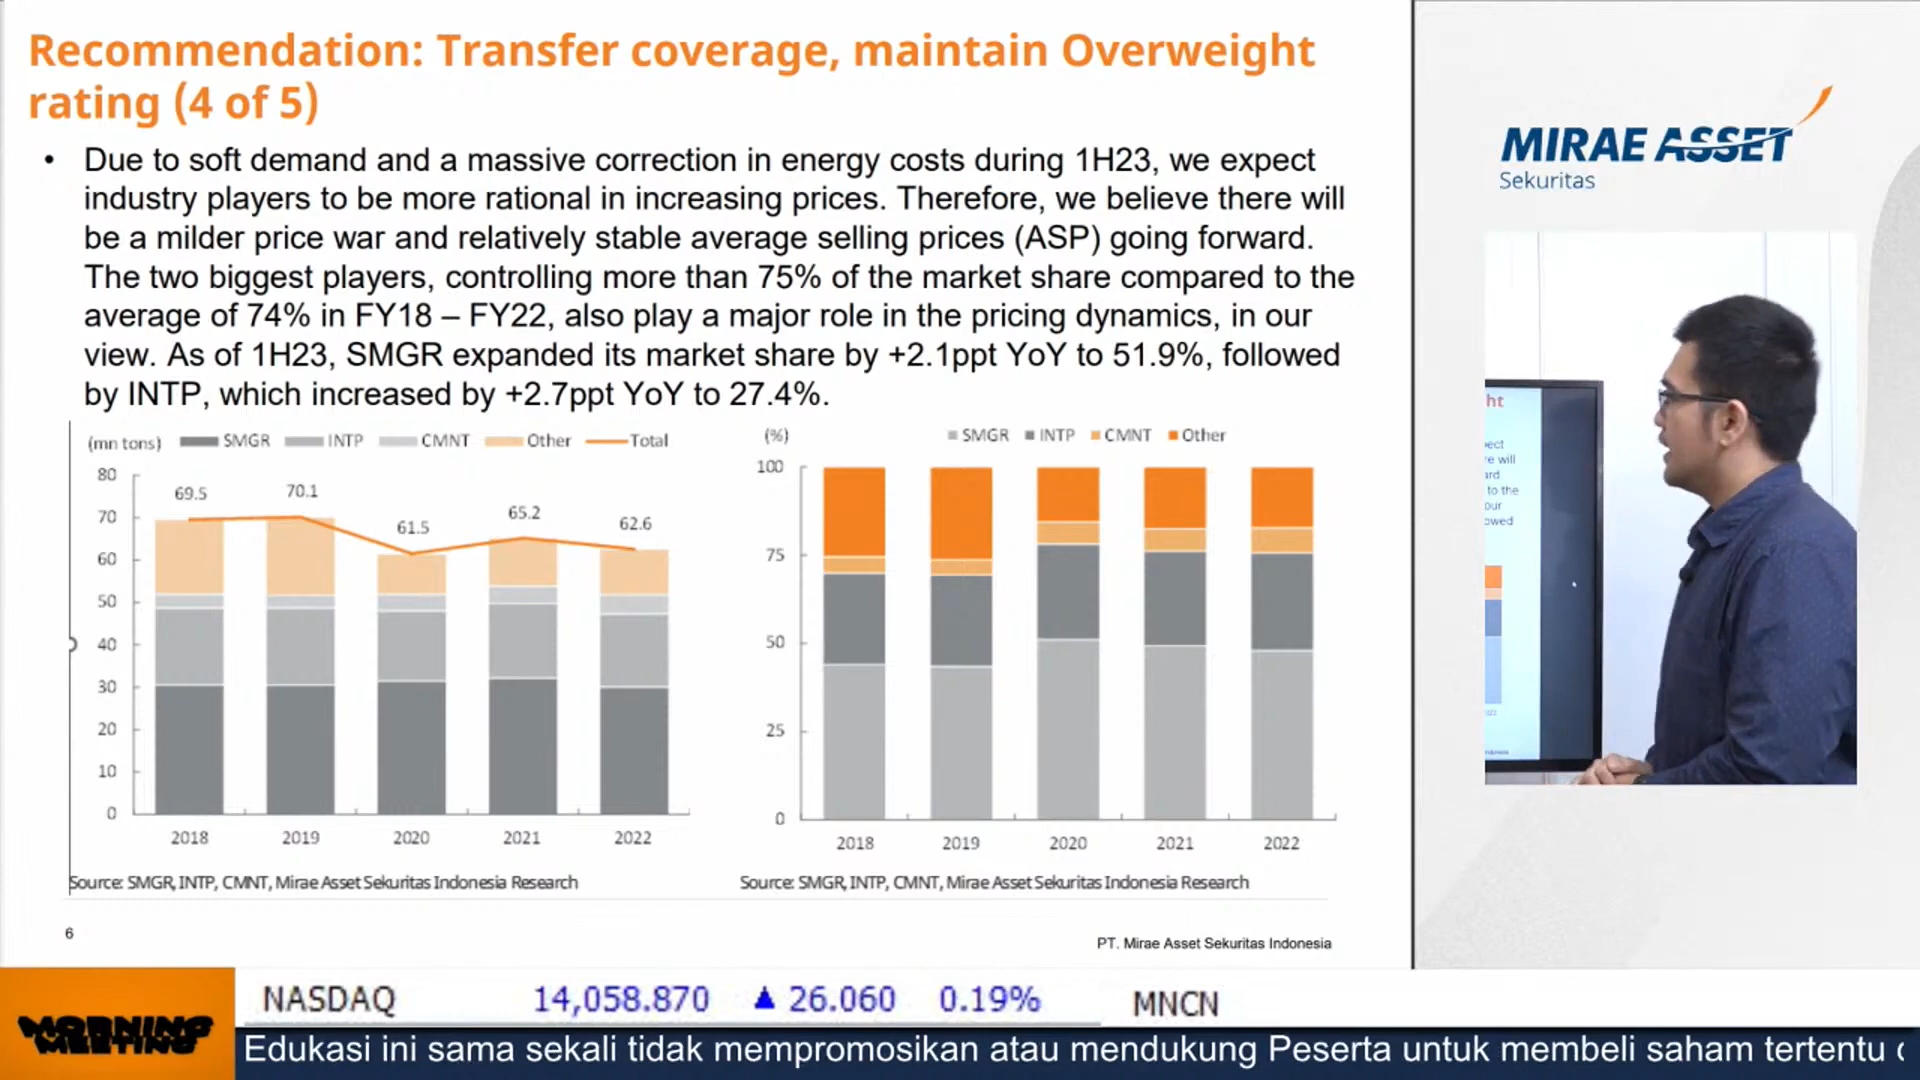 Recommendation: Transfer coverage, maintain Overweight
rating (4 of 5)
• Due to soft demand and a massive correction in energy costs during 1H23, we expect
industry players to be more rational in increasing prices. Therefore, we believe there will
be a milder price war and relatively stable average selling prices (ASP) going forward.
The two biggest players, controlling more than 75% of the market share compared to the
average of 74% in FY18 – FY22, also play a major role in the pricing dynamics, in our
view. As of 1H23, SMGR expanded its market share by +2.1ppt YoY to 51.9%, followed
by INTP, which increased by +2.7ppt YoY to 27.4%.
(mn tons) SMGR INTP CMNT Other Total
80
70
60
50
40
30
20
10
0
69.5 70.1 61.5 65.2 62.6
2018 2019 2020 2021 2022
Source: SMGR, INTP, CMNT, Mirae Asset Sekuritas Indonesia Research
(%) SMGR INTP CMNT Other
100
75
50
25
0
2018 2019 2020 2021 2022
Source: SMGR, INTP, CMNT, Mirae Asset Sekuritas Indonesia Research
6
PT. Mirae Asset Sekuritas Indonesia
MIRAE ASSET
Sekuritas
ht
ect
re will
ard
to the
our
owed
NASDAQ 14,058.870 ▲ 26.060 0.19% MNCN
MORNING
MEETING
Edukasi ini sama sekali tidak mempromosikan atau mendukung Peserta untuk membeli saham tertentu